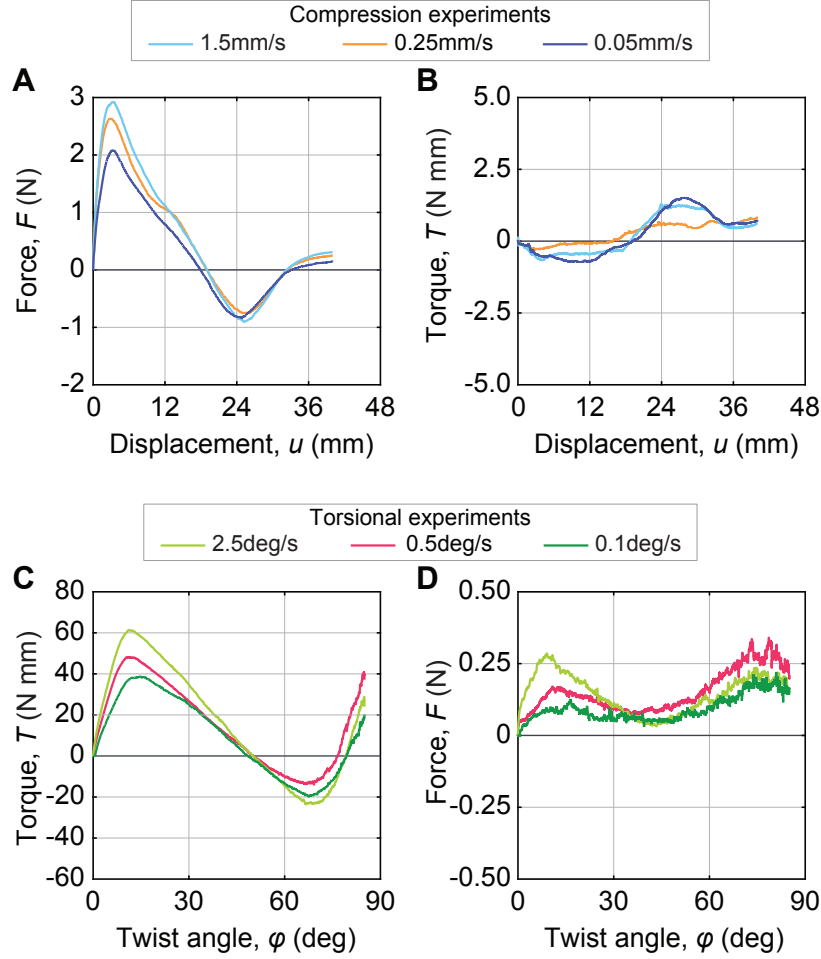 Compression experiments
1.5mm/s 0.25mm/s 0.05mm/s
A
3
2
1
0
-1
-2
Force, F (N)
0 12 24 36 48
Displacement, u (mm)
B
5.0
2.5
0
-2.5
-5.0
Torque, T (N mm)
0 12 24 36 48
Displacement, u (mm)
Torsional experiments
2.5deg/s 0.5deg/s 0.1deg/s
C
80
60
40
20
0
-20
-40
-60
Torque, T (N mm)
0 30 60 90
Twist angle, φ (deg)
D
0.50
0.25
0
-0.25
-0.50
Force, F (N)
0 30 60 90
Twist angle, φ (deg)